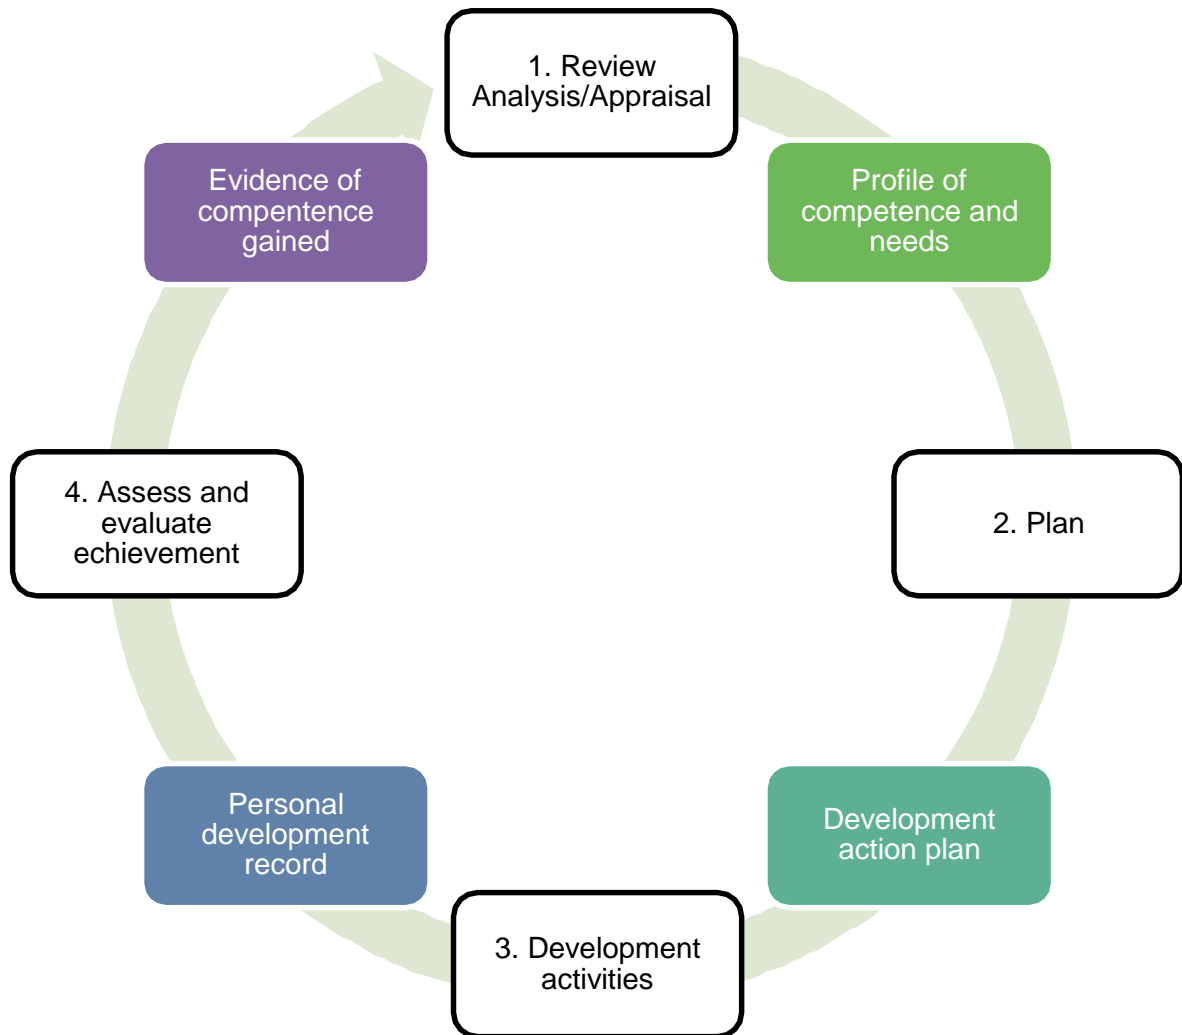 1. Review
Analysis/Appraisal
Profile of
competence and
needs
2. Plan
Development
action plan
3. Development
activities
Personal
development
record
4. Assess and
evaluate
echievement
Evidence of
compentence
gained